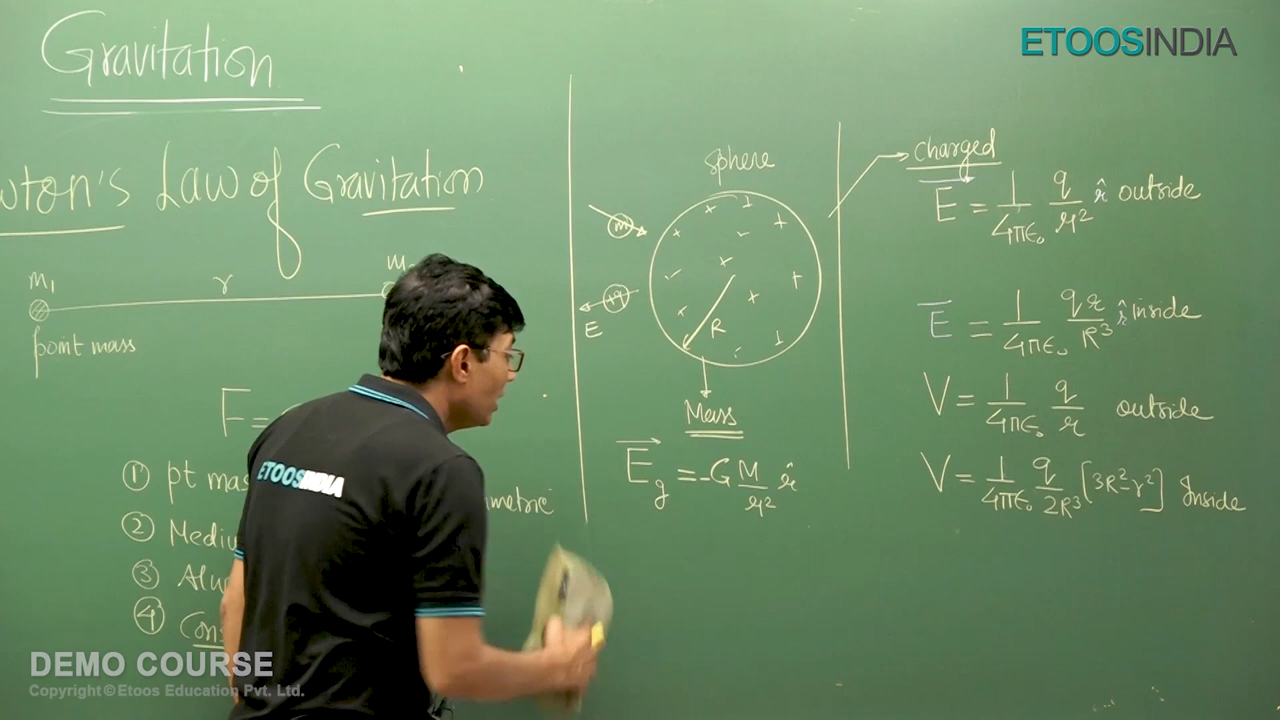 ETOOSINDIA
Gravitation
wton's Law of Gravitation
m₁
r
m
point mass
F =
① pt mas
mmetric
② Mediu
③ Alw
④ Cons
sphere
m
+q
E
R
Mass
E⃗g = -G M/r² r̂
charged
E⃗ = 1/4πε₀ q/r² r̂ outside
E⃗ = 1/4πε₀ qr/R³ r̂ inside
V = 1/4πε₀ q/r outside
V = 1/4πε₀ q/2R³ [3R²-r²] Inside
ETOOSINDIA
DEMO COURSE
Copyright © Etoos Education Pvt. Ltd.